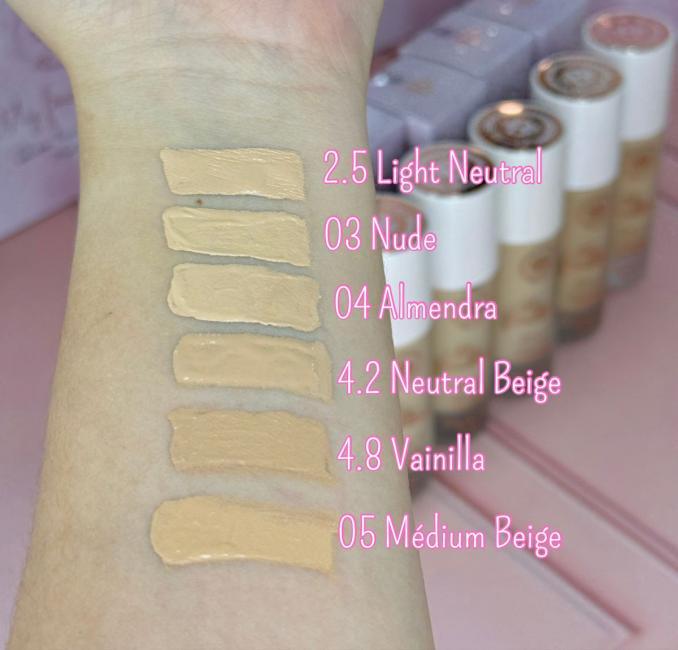 2.5 Light Neutral
03 Nude
04 Almendra
4.2 Neutral Beige
4.8 Vainilla
05 Médium Beige